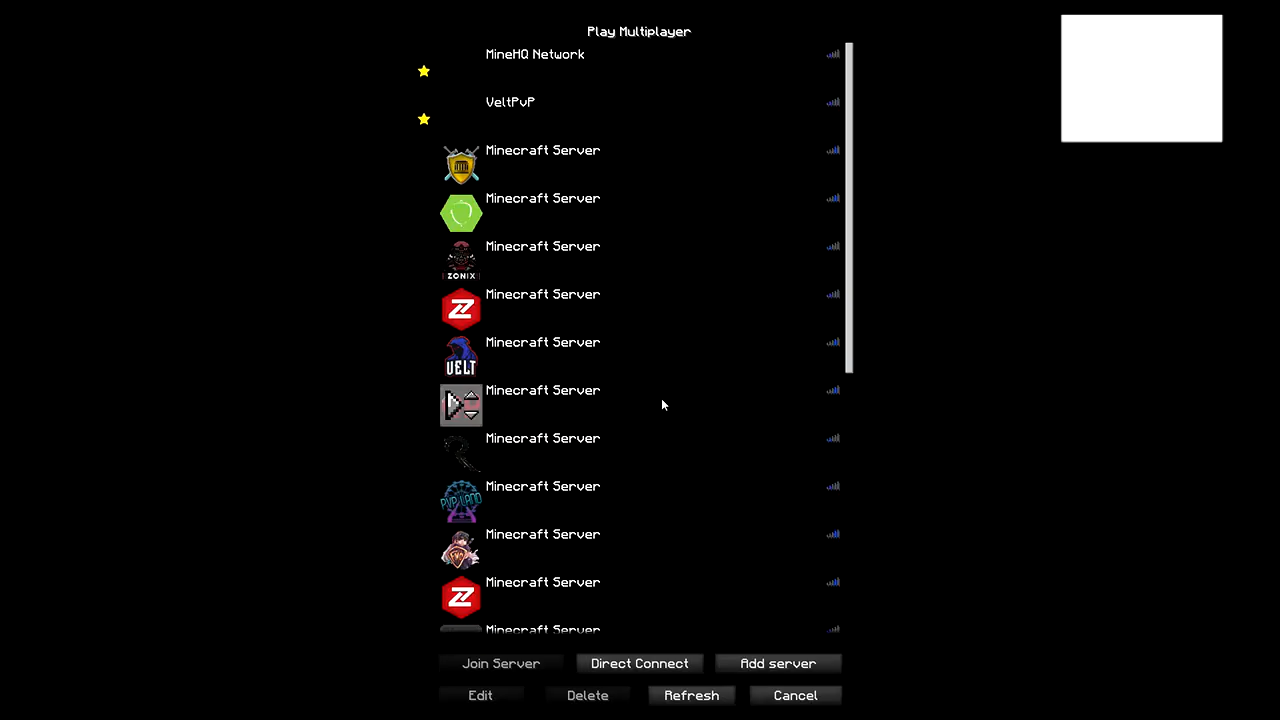 Play Multiplayer
MineHQ Network
VeltPvP
Minecraft Server
Minecraft Server
Minecraft Server
ZONIX
Minecraft Server
Z
Minecraft Server
VELT
Minecraft Server
Minecraft Server
Minecraft Server
PVP LAND
Minecraft Server
Minecraft Server
Z
Minecraft Server
Join Server Direct Connect Add server
Edit Delete Refresh Cancel